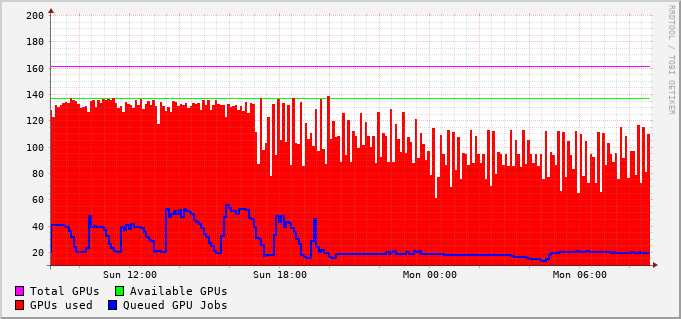 200
180
160
140
120
100
80
60
40
20
Sun 12:00 Sun 18:00 Mon 00:00 Mon 06:00
Total GPUs Available GPUs
GPUs used Queued GPU Jobs
RRDTOOL / TOBI OETIKER